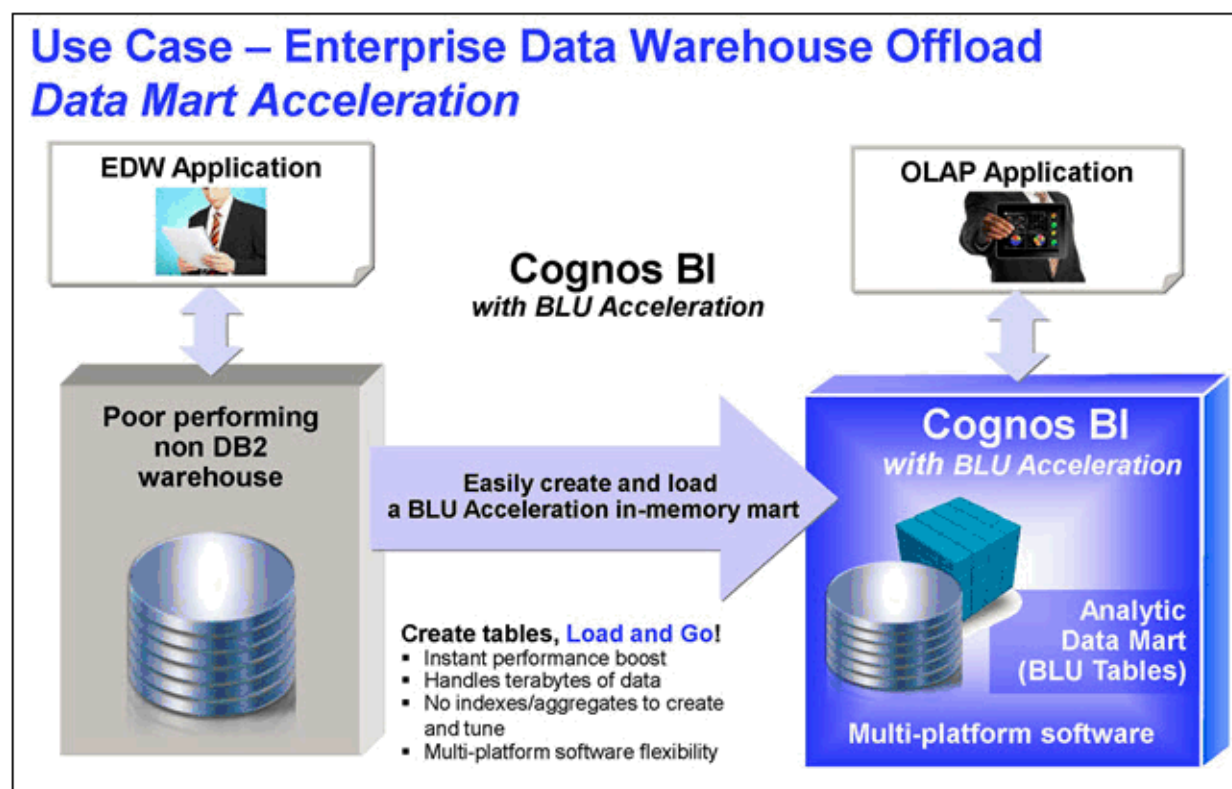 Use Case – Enterprise Data Warehouse Offload
Data Mart Acceleration
EDW Application
OLAP Application
Cognos BI
with BLU Acceleration
Poor performing
non DB2
warehouse
Easily create and load
a BLU Acceleration in-memory mart
Cognos BI
with BLU Acceleration
Create tables, Load and Go!
▪ Instant performance boost
▪ Handles terabytes of data
▪ No indexes/aggregates to create
and tune
▪ Multi-platform software flexibility
Analytic
Data Mart
(BLU Tables)
Multi-platform software